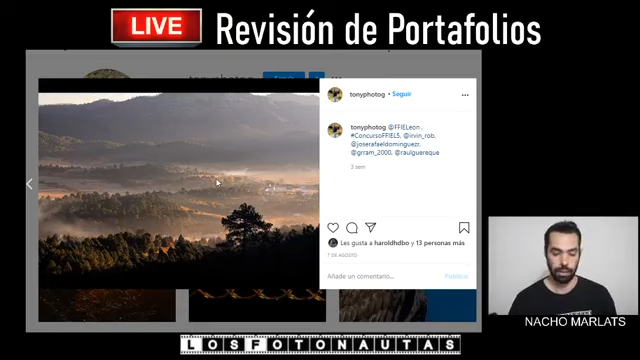 LIVE
Revisión de Portafolios
tonyphotog • Seguir
tonyphotog @FFIELeon ,
#ConcursoFFIEL5, @irvin_rob,
@joserafaeldominguezr,
@grram_2000, @raulguereque
3 sem
Les gusta a haroldhdbo y 13 personas más
7 DE AGOSTO
Añade un comentario...
Publicar
NACHO MARLATS
LOSFOTONAUTAS